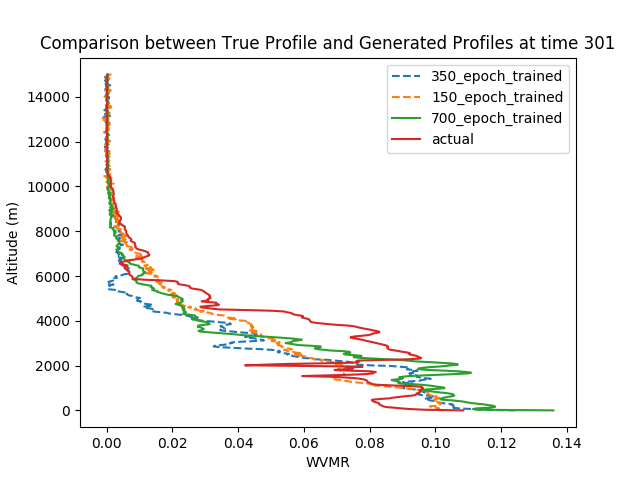 Comparison between True Profile and Generated Profiles at time 301
350_epoch_trained
150_epoch_trained
700_epoch_trained
actual
Altitude (m)
14000
12000
10000
8000
6000
4000
2000
0
0.00 0.02 0.04 0.06 0.08 0.10 0.12 0.14
WVMR